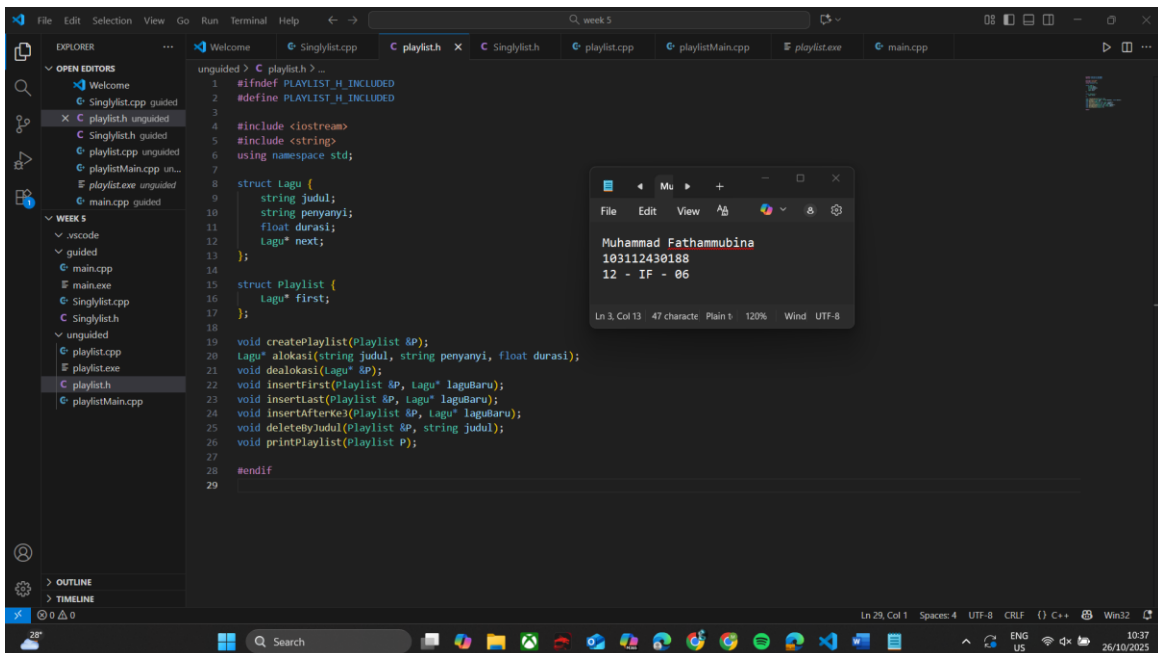 File Edit Selection View Go Run Terminal Help
week 5
EXPLORER
OPEN EDITORS
Welcome
Singlylist.cpp guided
playlist.h unguided
Singlylist.h guided
playlist.cpp unguided
playlistMain.cpp un...
playlist.exe unguided
main.cpp guided
WEEK 5
.vscode
guided
main.cpp
main.exe
Singlylist.cpp
Singlylist.h
unguided
playlist.cpp
playlist.exe
playlist.h
playlistMain.cpp
OUTLINE
TIMELINE
Welcome Singlylist.cpp playlist.h Singlylist.h playlist.cpp playlistMain.cpp playlist.exe main.cpp
unguided > C playlist.h > ...
1 #ifndef PLAYLIST_H_INCLUDED
2 #define PLAYLIST_H_INCLUDED
3
4 #include <iostream>
5 #include <string>
6 using namespace std;
7
8 struct Lagu {
9 string judul;
10 string penyanyi;
11 float durasi;
12 Lagu* next;
13 };
14
15 struct Playlist {
16 Lagu* first;
17 };
18
19 void createPlaylist(Playlist &P);
20 Lagu* alokasi(string judul, string penyanyi, float durasi);
21 void dealokasi(Lagu* &P);
22 void insertFirst(Playlist &P, Lagu* laguBaru);
23 void insertLast(Playlist &P, Lagu* laguBaru);
24 void insertAfterKe3(Playlist &P, Lagu* laguBaru);
25 void deleteByJudul(Playlist &P, string judul);
26 void printPlaylist(Playlist P);
27
28 #endif
29
Mu
File Edit View
Muhammad Fathammubina
103112430188
12 - IF - 06
Ln 3, Col 13 47 characte Plain t 120% Wind UTF-8
0 0
Ln 29, Col 1 Spaces: 4 UTF-8 CRLF {} C++ Win32
28°
Search
ENG
US
10:37
26/10/2025